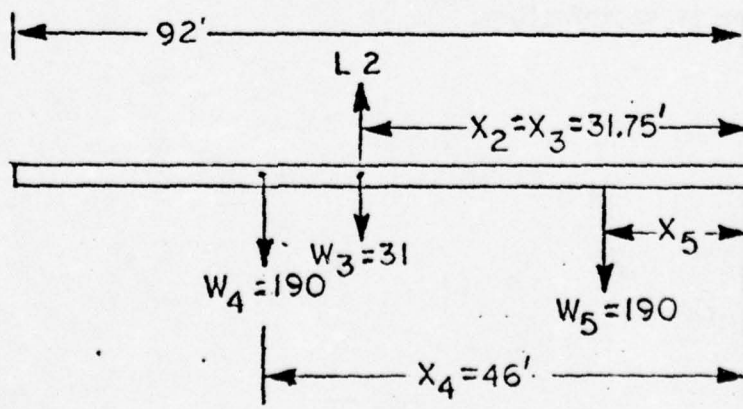 92'
L 2
X₂=X₃=31.75'
W₃=31
X₅
W₄=190
W₅=190
X₄=46'